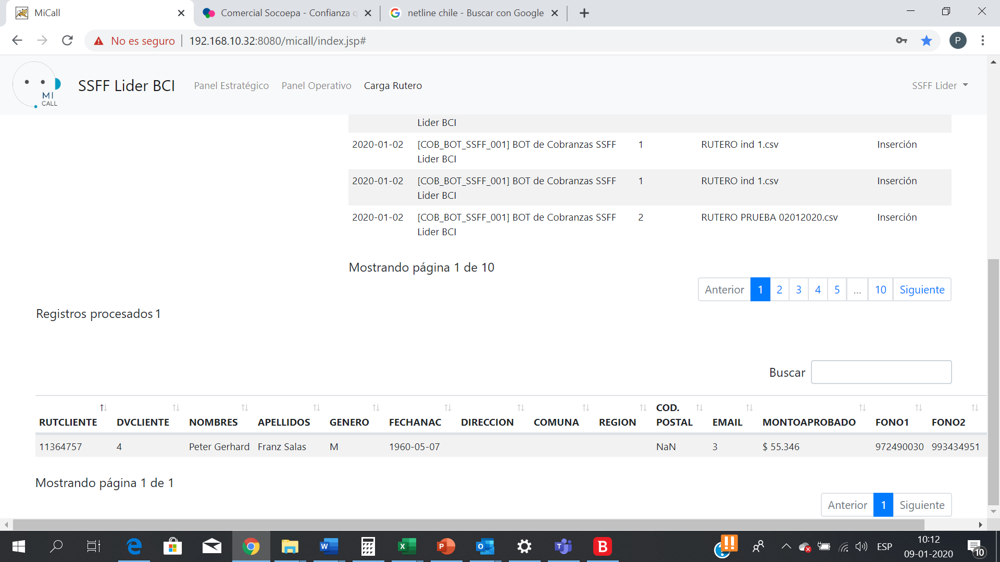 MiCall
Comercial Socoepa - Confianza q
netline chile - Buscar con Google
No es seguro
192.168.10.32:8080/micall/index.jsp#
P
MI
CALL
SSFF Lider BCI
Panel Estratégico
Panel Operativo
Carga Rutero
SSFF Lider
Lider BCI
2020-01-02 [COB_BOT_SSFF_001] BOT de Cobranzas SSFF 1 RUTERO ind 1.csv Inserción
Lider BCI
2020-01-02 [COB_BOT_SSFF_001] BOT de Cobranzas SSFF 1 RUTERO ind 1.csv Inserción
Lider BCI
2020-01-02 [COB_BOT_SSFF_001] BOT de Cobranzas SSFF 2 RUTERO PRUEBA 02012020.csv Inserción
Lider BCI
Mostrando página 1 de 10
Anterior 1 2 3 4 5 ... 10 Siguiente
Registros procesados 1
Buscar
RUTCLIENTE DVCLIENTE NOMBRES APELLIDOS GENERO FECHANAC DIRECCION COMUNA REGION COD. POSTAL EMAIL MONTOAPROBADO FONO1 FONO2
11364757 4 Peter Gerhard Franz Salas M 1960-05-07 NaN 3 $ 55.346 972490030 993434951
Mostrando página 1 de 1
Anterior 1 Siguiente
ESP
10:12
09-01-2020
10